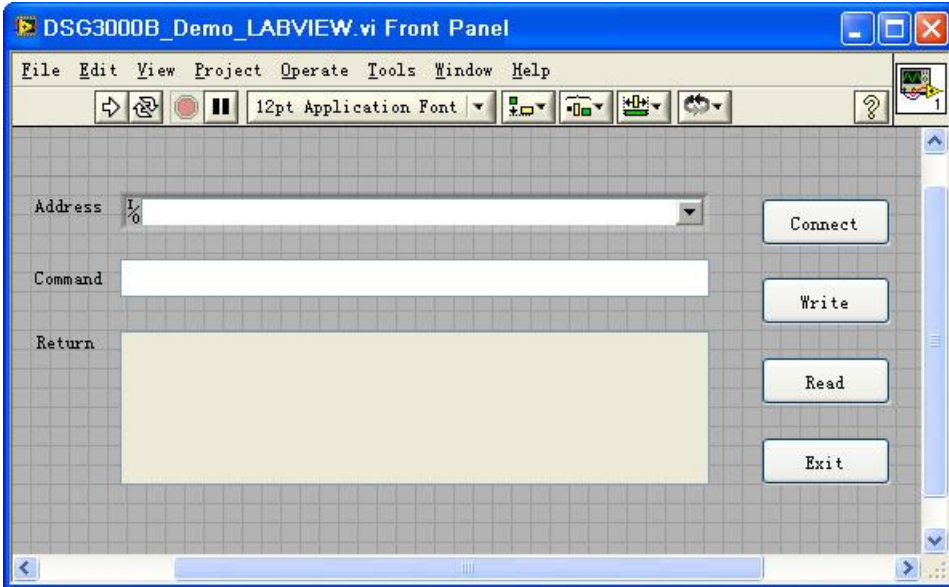 DSG3000B_Demo_LABVIEW.vi Front Panel
File Edit View Project Operate Tools Window Help
12pt Application Font
1
Address I/O
Connect
Command
Write
Return
Read
Exit